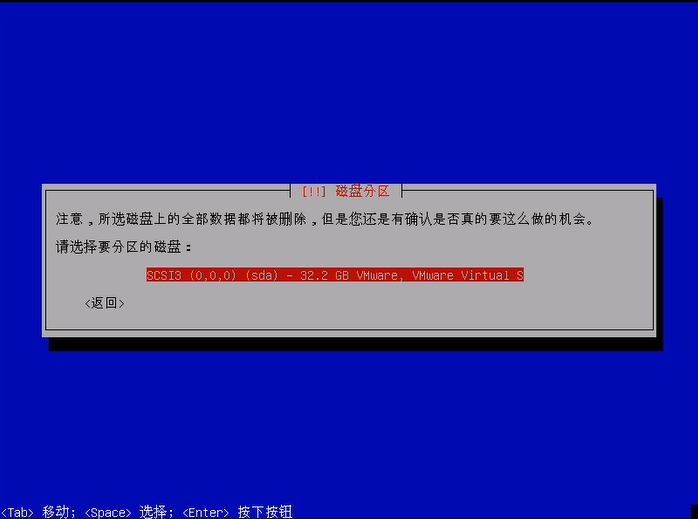 [!!] 磁盘分区
注意，所选磁盘上的全部数据都将被删除，但是您还是有确认是否真的要这么做的机会。
请选择要分区的磁盘：
SCSI3 (0,0,0) (sda) - 32.2 GB VMware, VMware Virtual S
<返回>
<Tab> 移动; <Space> 选择; <Enter> 按下按钮